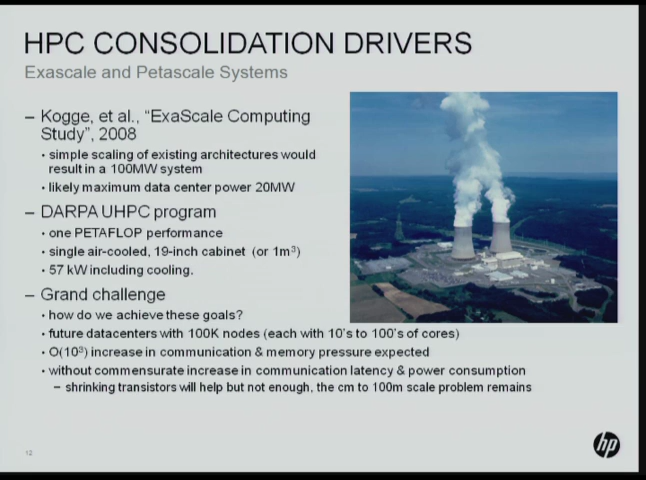 HPC CONSOLIDATION DRIVERS
Exascale and Petascale Systems
– Kogge, et al., “ExaScale Computing
Study”, 2008
• simple scaling of existing architectures would
result in a 100MW system
• likely maximum data center power 20MW
– DARPA UHPC program
• one PETAFLOP performance
• single air-cooled, 19-inch cabinet (or 1m³)
• 57 kW including cooling.
– Grand challenge
• how do we achieve these goals?
• future datacenters with 100K nodes (each with 10's to 100's of cores)
• O(10³) increase in communication & memory pressure expected
• without commensurate increase in communication latency & power consumption
– shrinking transistors will help but not enough, the cm to 100m scale problem remains
12
hp